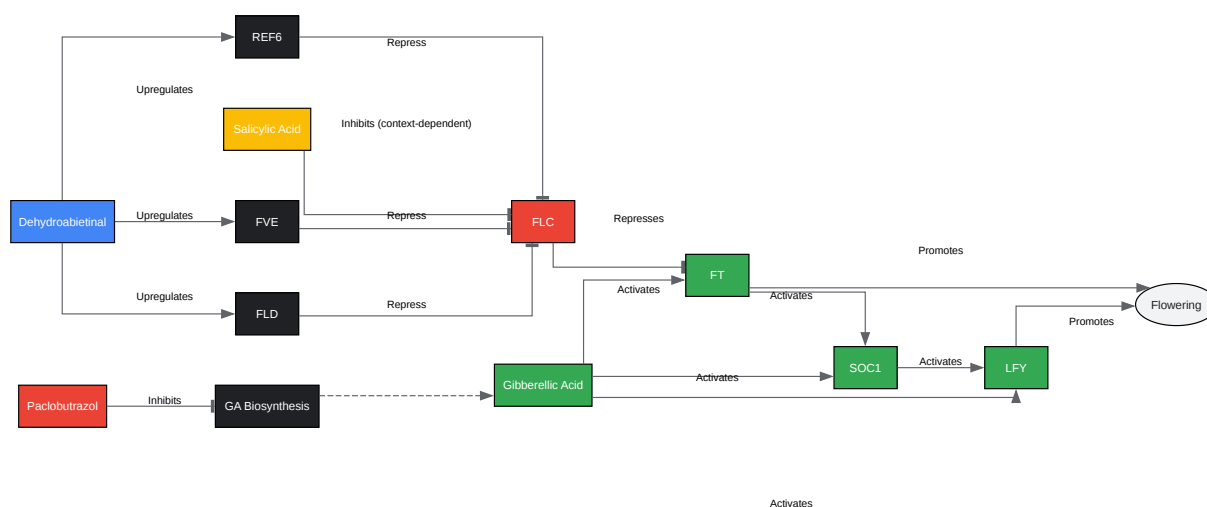 REF6
Repress
Upregulates
Salicylic Acid
Inhibits (context-dependent)
Dehydroabietinal
Upregulates
FVE
Repress
FLC
Represses
Promotes
FT
Activates
Activates
Upregulates
FLD
Repress
Flowering
Promotes
Gibberellic Acid
Activates
SOC1
Activates
LFY
Paclobutrazol
Inhibits
GA Biosynthesis
Activates